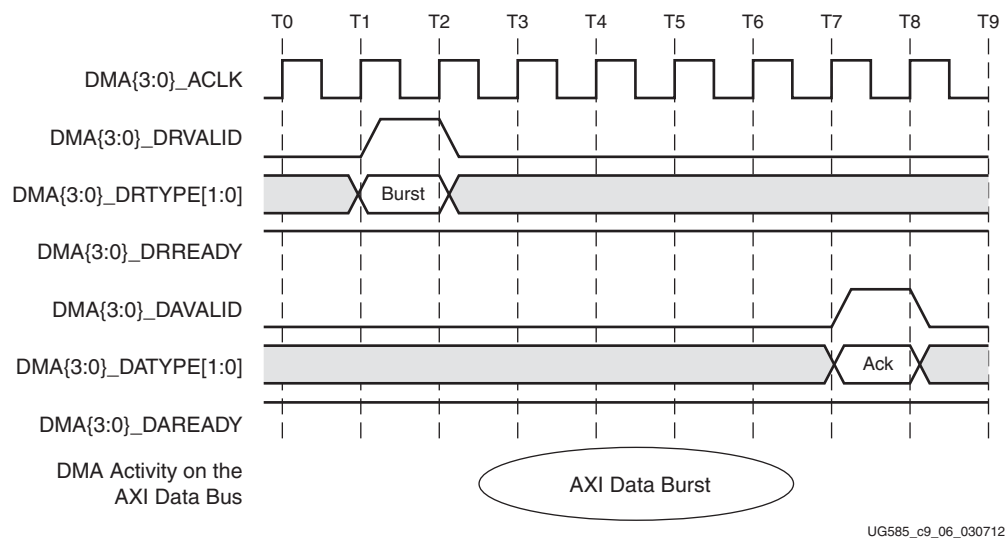 T0 T1 T2 T3 T4 T5 T6 T7 T8 T9
DMA{3:0}_ACLK
DMA{3:0}_DRVALID
DMA{3:0}_DRTYPE[1:0] Burst
DMA{3:0}_DRREADY
DMA{3:0}_DAVALID
DMA{3:0}_DATYPE[1:0] Ack
DMA{3:0}_DAREADY
DMA Activity on the
AXI Data Bus
AXI Data Burst
UG585_c9_06_030712